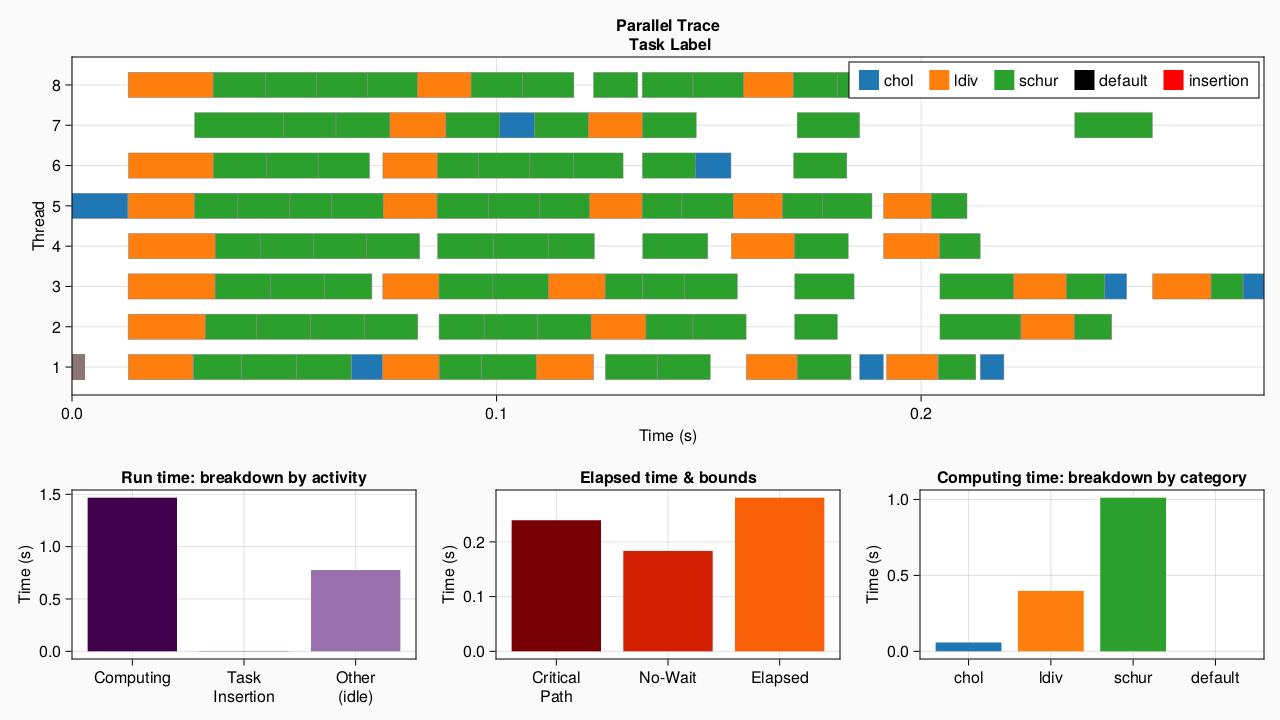 Parallel Trace
Task Label
chol ldiv schur default insertion
Thread
8
7
6
5
4
3
2
1
0.0 0.1 0.2
Time (s)
Run time: breakdown by activity
Time (s)
1.5
1.0
0.5
0.0
Computing Task Insertion Other (idle)
Elapsed time & bounds
Time (s)
0.2
0.1
0.0
Critical Path No-Wait Elapsed
Computing time: breakdown by category
Time (s)
1.0
0.5
0.0
chol ldiv schur default